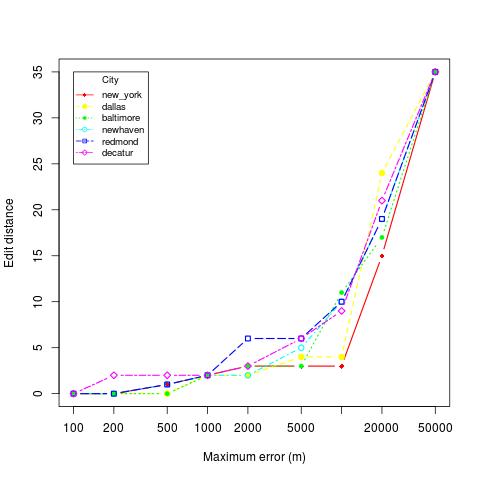 City
new_york
dallas
baltimore
newhaven
redmond
decatur
35
30
25
20
15
10
5
0
Edit distance
100 200 500 1000 2000 5000 20000 50000
Maximum error (m)